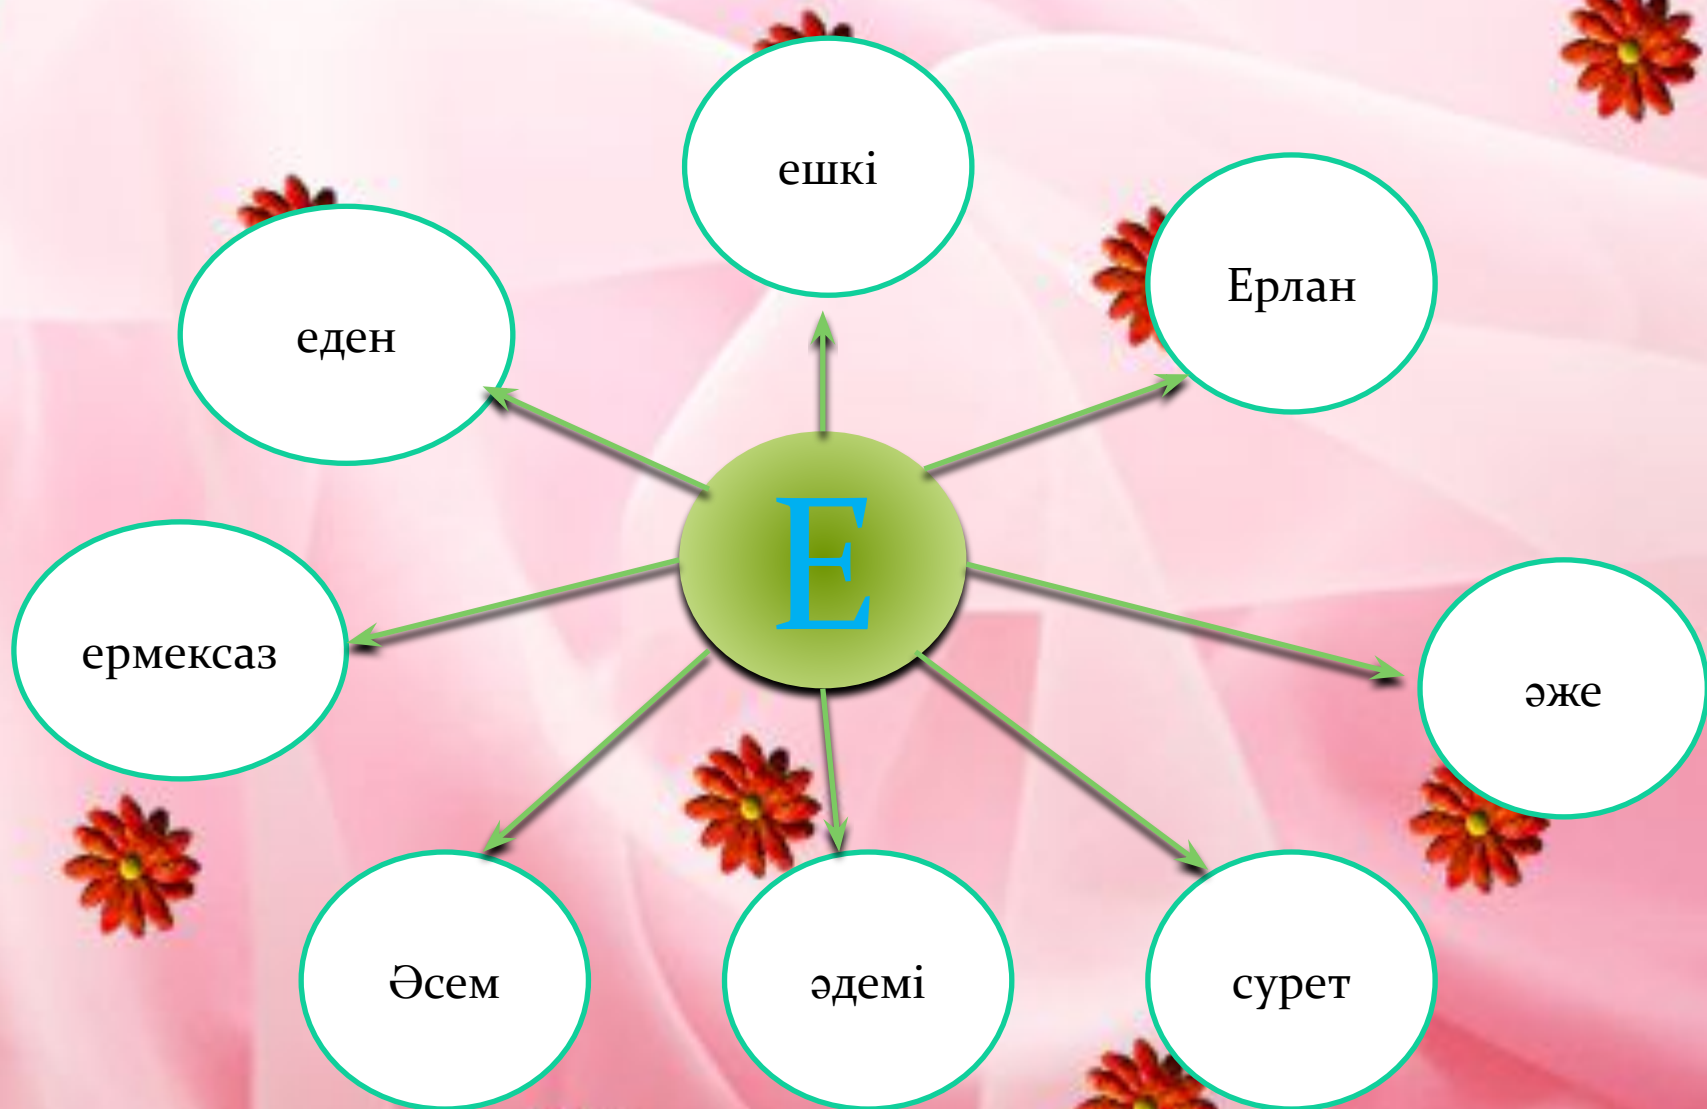 ешкі
Ерлан
еден
Е
ермексаз
әже
Әсем
әдемі
сурет